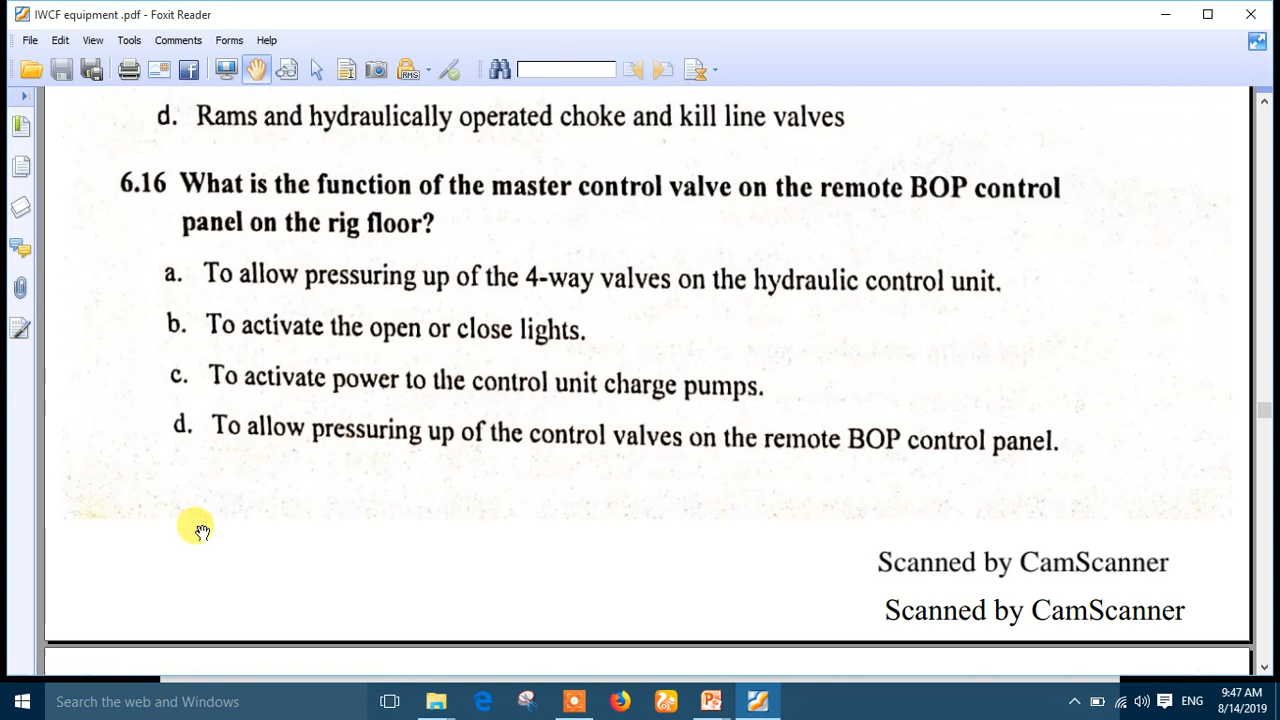 IWCF equipment .pdf - Foxit Reader
File Edit View Tools Comments Forms Help
RMS
d. Rams and hydraulically operated choke and kill line valves
6.16 What is the function of the master control valve on the remote BOP control
panel on the rig floor?
a. To allow pressuring up of the 4-way valves on the hydraulic control unit.
b. To activate the open or close lights.
c. To activate power to the control unit charge pumps.
d. To allow pressuring up of the control valves on the remote BOP control panel.
Scanned by CamScanner
Scanned by CamScanner
Search the web and Windows
ENG
9:47 AM
8/14/2019